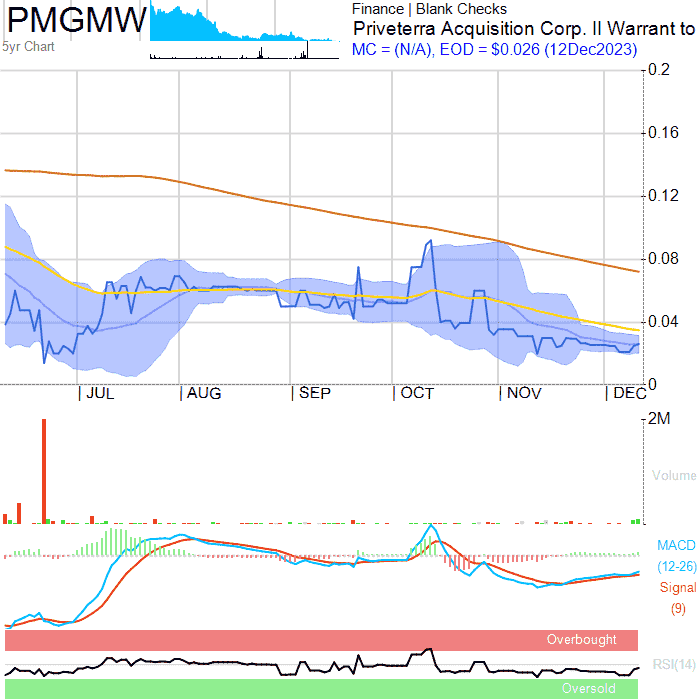 PMGMW
5yr Chart
Finance | Blank Checks
Priveterra Acquisition Corp. II Warrant to
MC = (N/A), EOD = $0.026 (12Dec2023)
0.2
0.16
0.12
0.08
0.04
0
| JUL | AUG | SEP | OCT | NOV | DEC
2M
Volume
MACD
(12-26)
Signal
(9)
Overbought
RSI(14)
Oversold